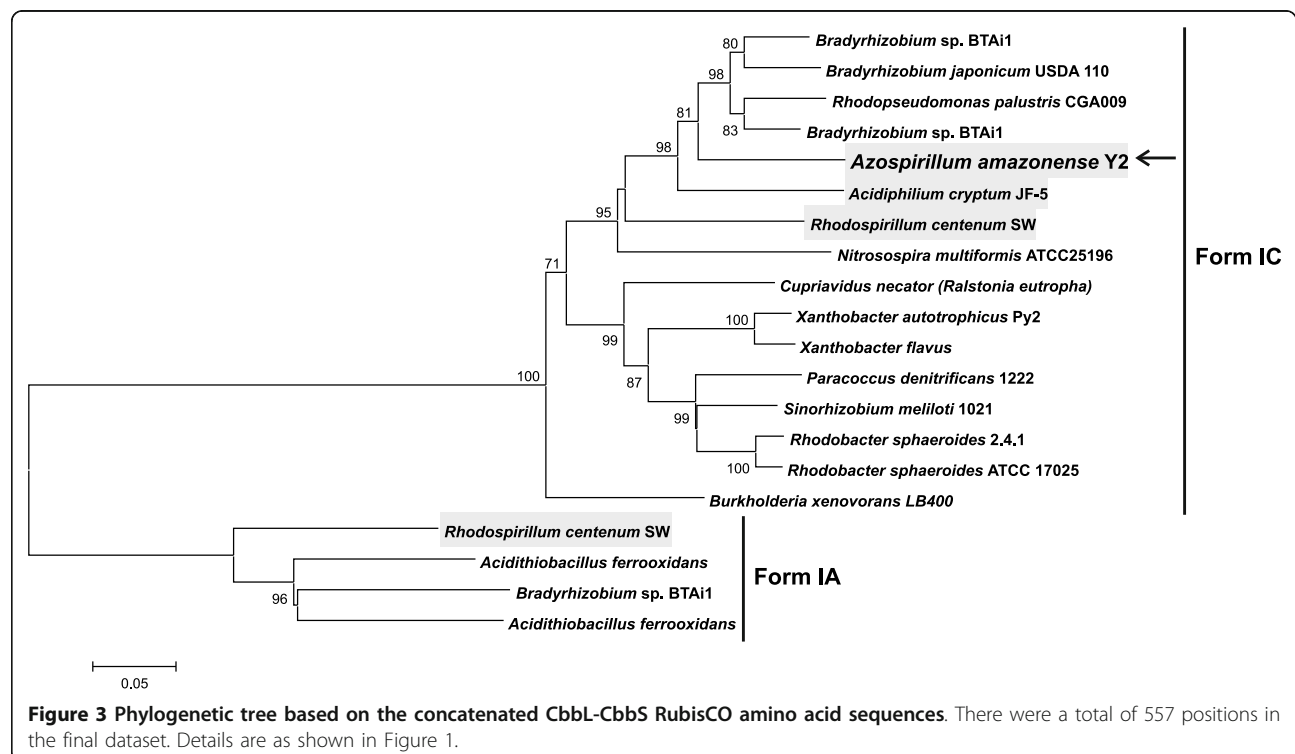 80
Bradyrhizobium sp. BTAi1
98
Bradyrhizobium japonicum USDA 110
81
Rhodopseudomonas palustris CGA009
83
Bradyrhizobium sp. BTAi1
98
Azospirillum amazonense Y2
Acidiphilium cryptum JF-5
95
Rhodospirillum centenum SW
Nitrosospira multiformis ATCC25196
Form IC
71
Cupriavidus necator (Ralstonia eutropha)
100
Xanthobacter autotrophicus Py2
99
Xanthobacter flavus
100
87
Paracoccus denitrificans 1222
99
Sinorhizobium meliloti 1021
Rhodobacter sphaeroides 2.4.1
100
Rhodobacter sphaeroides ATCC 17025
Burkholderia xenovorans LB400
Rhodospirillum centenum SW
Acidithiobacillus ferrooxidans
Form IA
96
Bradyrhizobium sp. BTAi1
Acidithiobacillus ferrooxidans
0.05
Figure 3 Phylogenetic tree based on the concatenated CbbL-CbbS RubisCO amino acid sequences. There were a total of 557 positions in
the final dataset. Details are as shown in Figure 1.